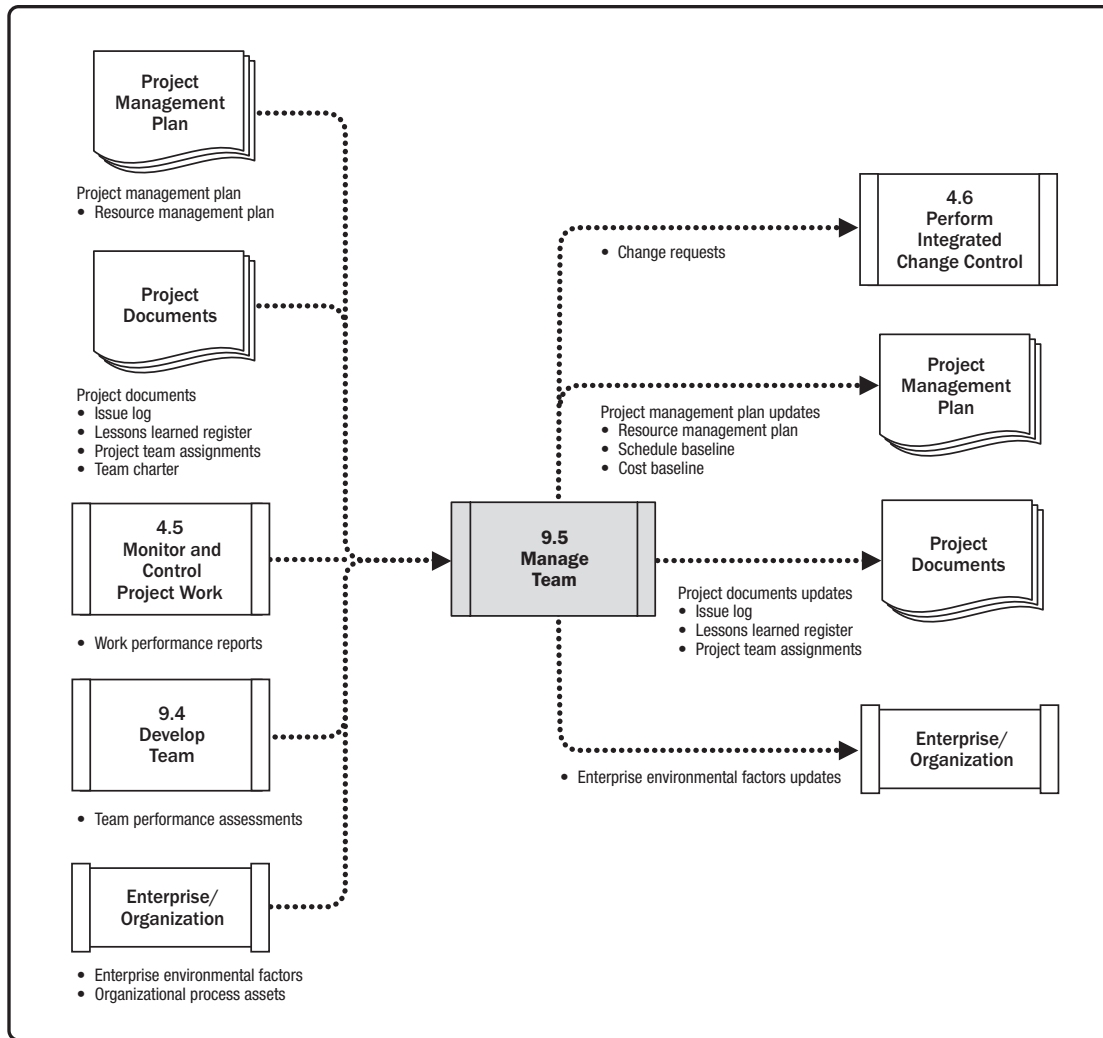 Project
Management
Plan
Project management plan
• Resource management plan
Project
Documents
Project documents
• Issue log
• Lessons learned register
• Project team assignments
• Team charter
4.5
Monitor and
Control
Project Work
• Work performance reports
9.4
Develop
Team
• Team performance assessments
Enterprise/
Organization
• Enterprise environmental factors
• Organizational process assets
9.5
Manage
Team
• Change requests
4.6
Perform
Integrated
Change Control
Project management plan updates
• Resource management plan
• Schedule baseline
• Cost baseline
Project
Management
Plan
Project documents updates
• Issue log
• Lessons learned register
• Project team assignments
Project
Documents
• Enterprise environmental factors updates
Enterprise/
Organization